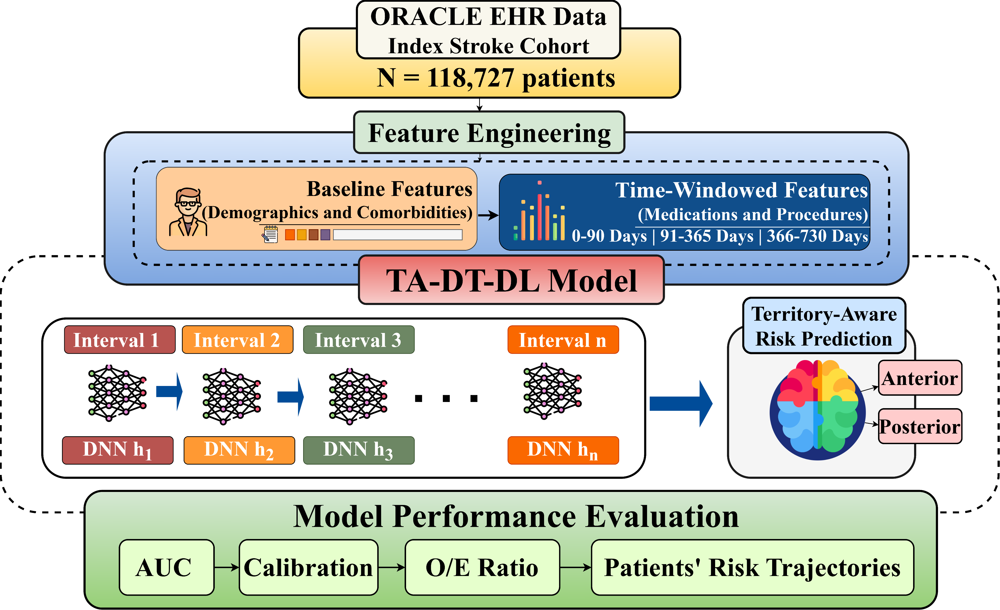 ORACLE EHR Data
Index Stroke Cohort
N = 118,727 patients
Feature Engineering
Baseline Features
(Demographics and Comorbidities)
Time-Windowed Features
(Medications and Procedures)
0-90 Days | 91-365 Days | 366-730 Days
TA-DT-DL Model
Interval 1
Interval 2
Interval 3
Interval n
DNN h1
DNN h2
DNN h3
DNN hn
Territory-Aware
Risk Prediction
Anterior
Posterior
Model Performance Evaluation
AUC
Calibration
O/E Ratio
Patients' Risk Trajectories